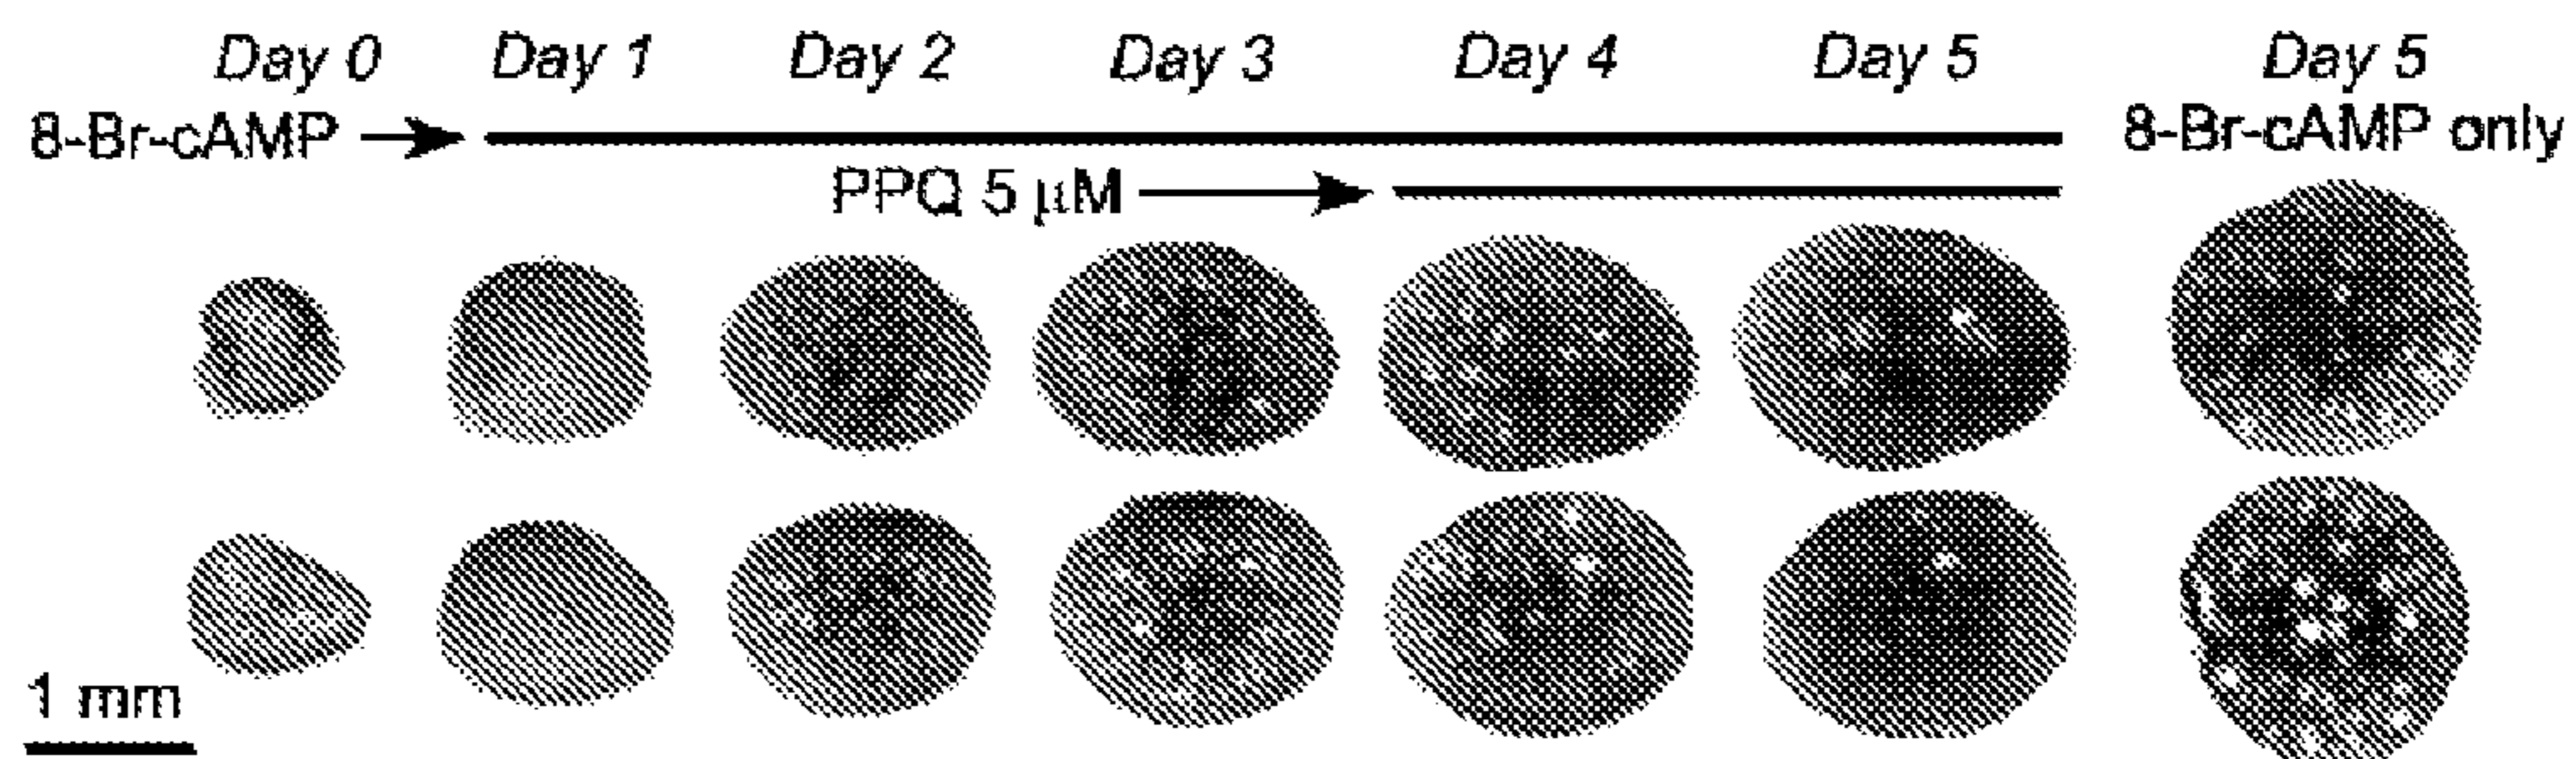 Day 0 Day 1 Day 2 Day 3 Day 4 Day 5 Day 5
8-Br-cAMP 8-Br-cAMP only
PPQ 5 μM
1 mm